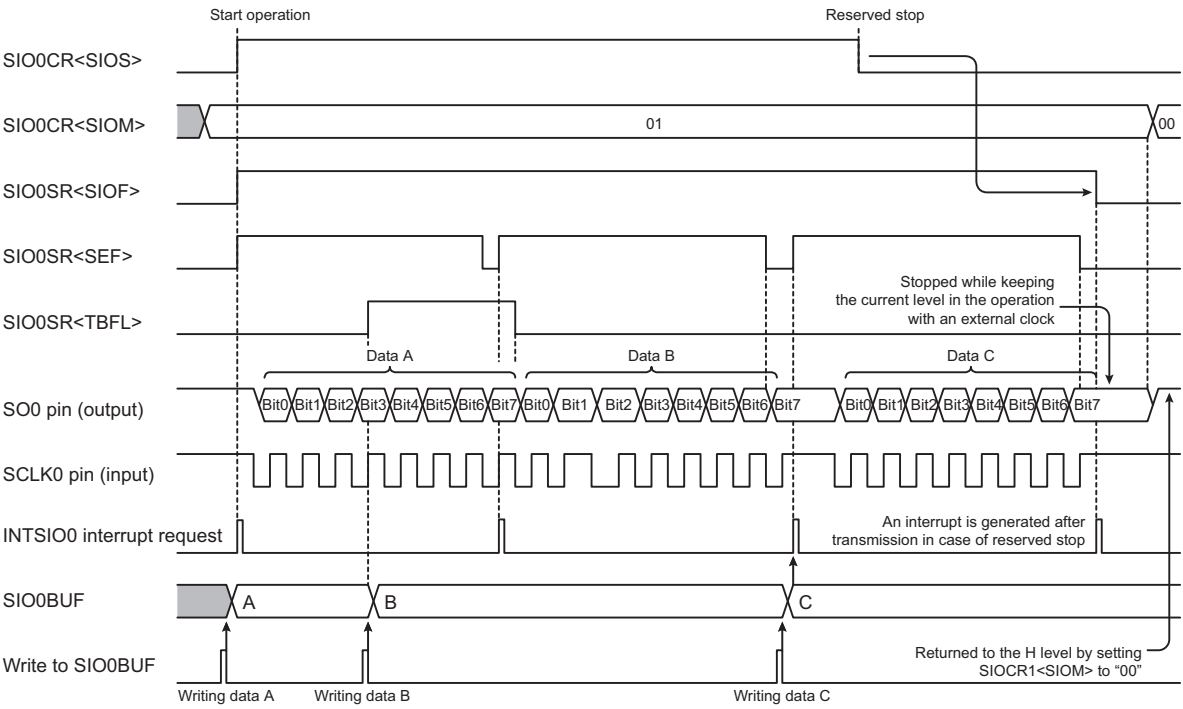 Start operation
Reserved stop
SIO0CR<SIOS>
SIO0CR<SIOM>
01
00
SIO0SR<SIOF>
SIO0SR<SEF>
Stopped while keeping
the current level in the operation
with an external clock
SIO0SR<TBFL>
Data A
Data B
Data C
SO0 pin (output)
Bit0 Bit1 Bit2 Bit3 Bit4 Bit5 Bit6 Bit7 Bit0 Bit1 Bit2 Bit3 Bit4 Bit5 Bit6 Bit7 Bit0 Bit1 Bit2 Bit3 Bit4 Bit5 Bit6 Bit7
SCLK0 pin (input)
INTSIO0 interrupt request
An interrupt is generated after
transmission in case of reserved stop
SIO0BUF
A
B
C
Write to SIO0BUF
Returned to the H level by setting
SIOCR1<SIOM> to “00”
Writing data A
Writing data B
Writing data C